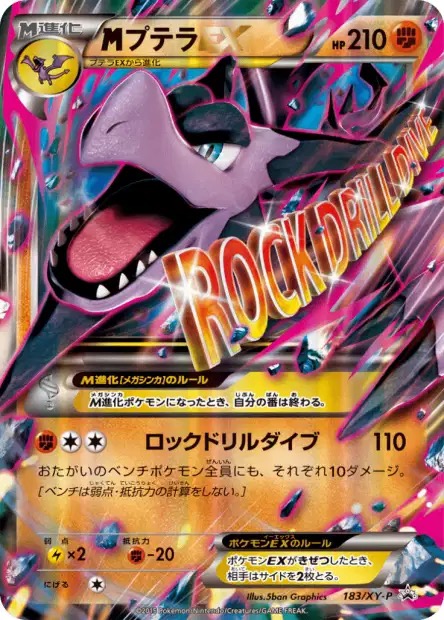 M進化
MプテラEX
HP210
プテラEXから進化
ROCK DRILL DIVE
M進化[メガシンカ]のルール
M進化ポケモンになったとき、自分の番は終わる。
ロックドリルダイブ 110
おたがいのベンチポケモン全員にも、それぞれ10ダメージ。
[ベンチは弱点・抵抗力の計算をしない。]
弱点 抵抗力
×2 -20
ポケモンEXのルール
ポケモンEXがきぜつしたとき、
相手はサイドを2枚とる。
にげる
Illus.5ban Graphics 183/XY-P
©2015 Pokémon/Nintendo/Creatures/GAME FREAK.